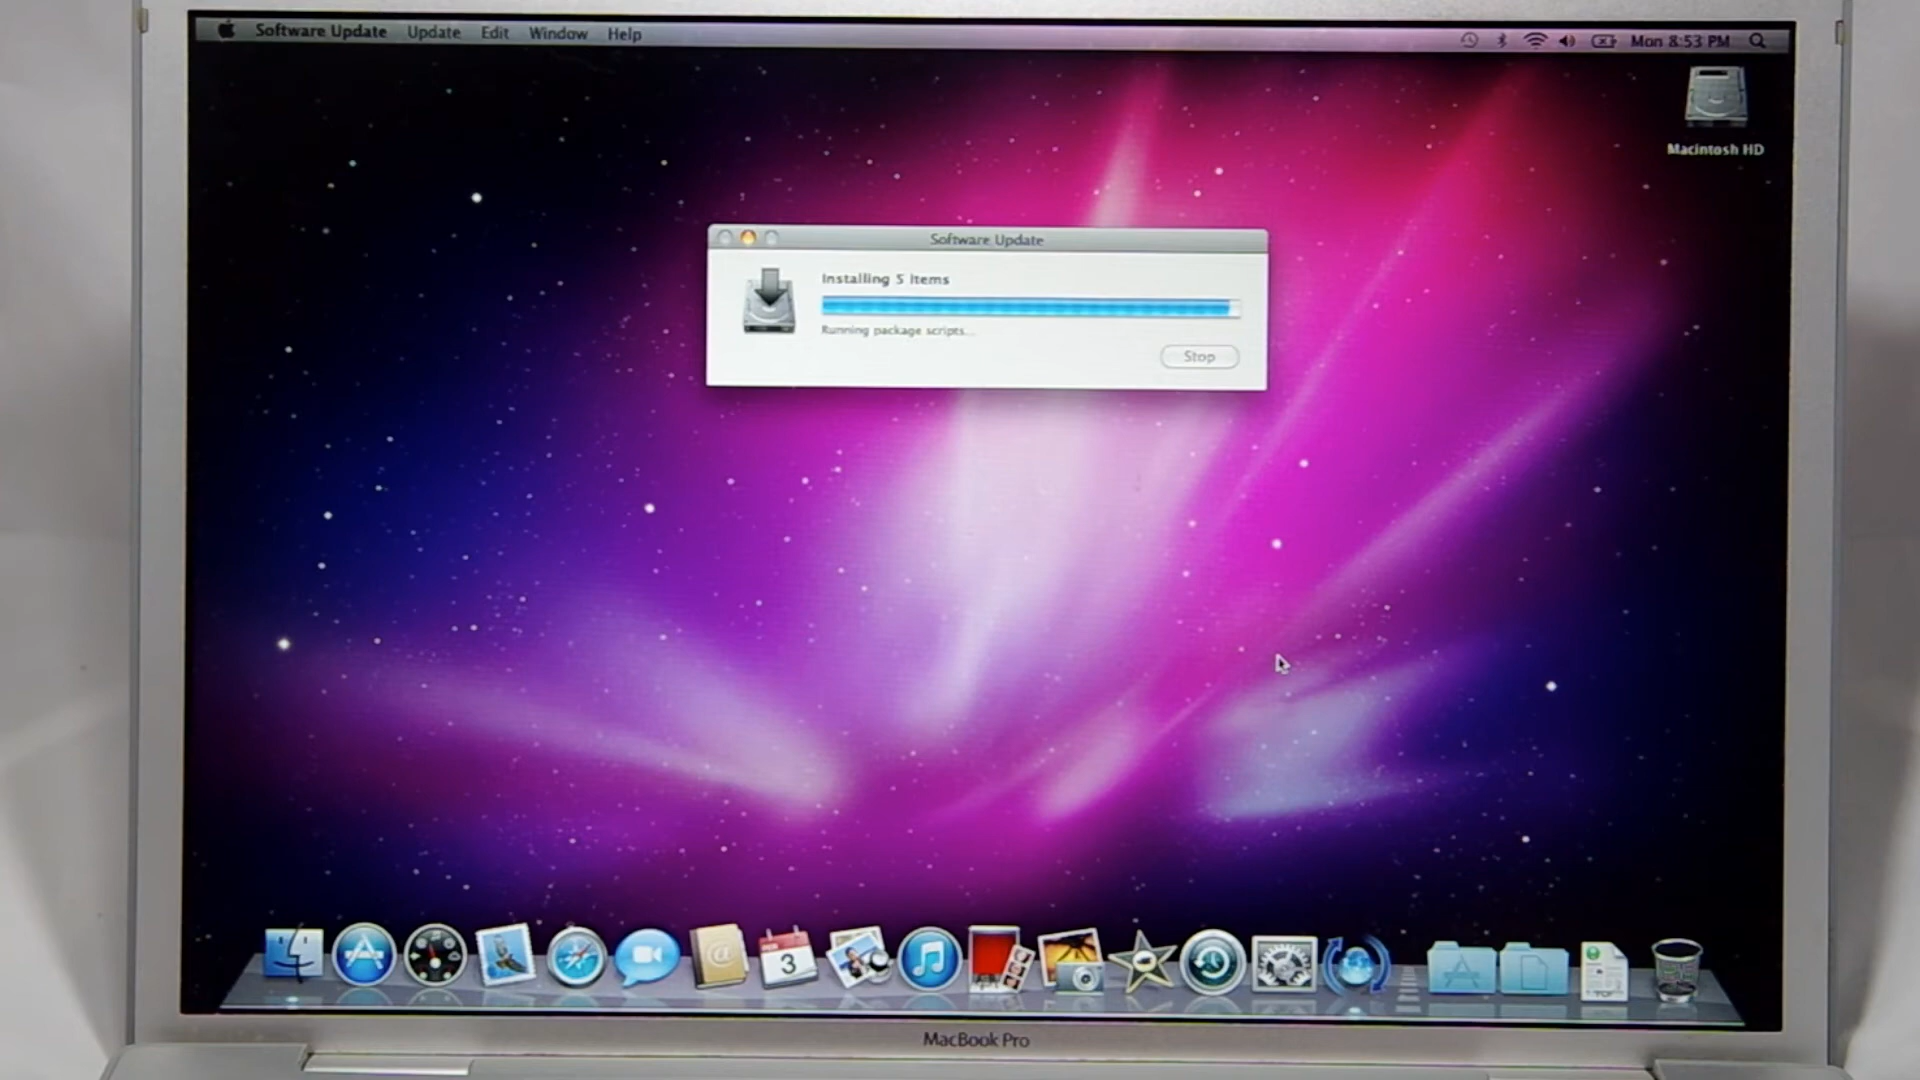 Software Update Update Edit Window Help
Mon 8:53 PM
Macintosh HD
Software Update
Installing 5 items
Running package scripts...
Stop
3
MacBook Pro